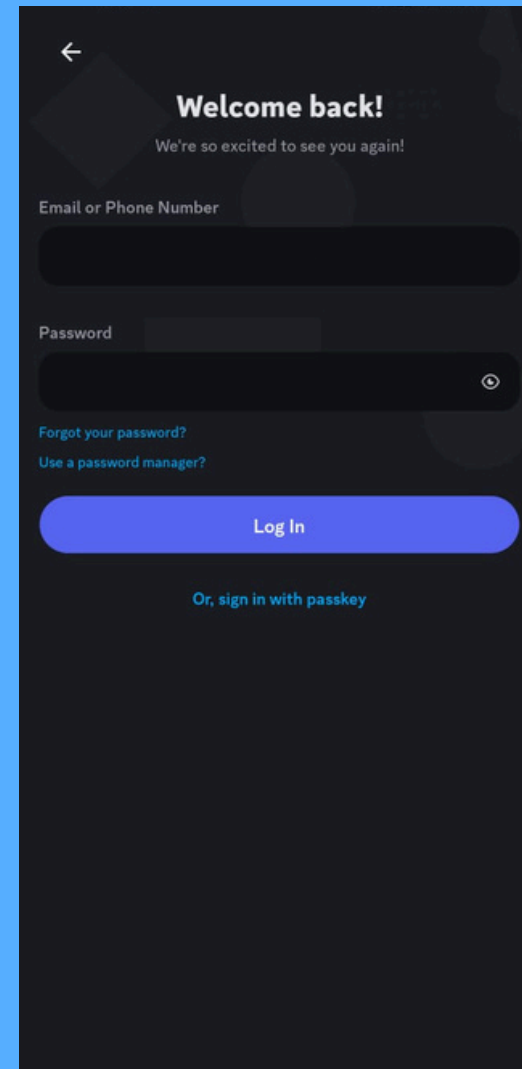 Welcome back!
We're so excited to see you again!
Email or Phone Number
Password
Forgot your password?
Use a password manager?
Log In
Or, sign in with passkey